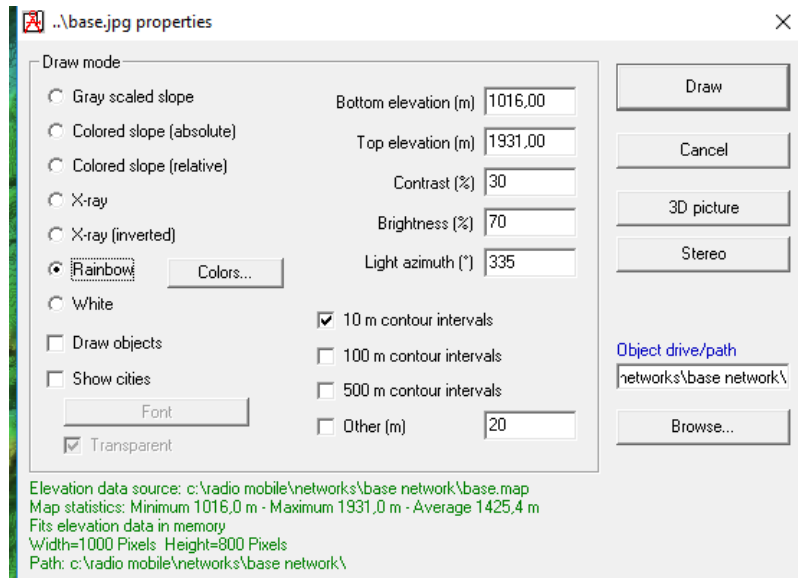 ..\base.jpg properties
Draw mode
Gray scaled slope
Colored slope (absolute)
Colored slope (relative)
X-ray
X-ray (inverted)
Rainbow
Colors...
White
Draw objects
Show cities
Font
Transparent
Bottom elevation (m) 1016,00
Top elevation (m) 1931,00
Contrast (%) 30
Brightness (%) 70
Light azimuth (°) 335
10 m contour intervals
100 m contour intervals
500 m contour intervals
Other (m) 20
Draw
Cancel
3D picture
Stereo
Object drive/path
networks\base network\
Browse...
Elevation data source: c:\radio mobile\networks\base network\base.map
Map statistics: Minimum 1016,0 m - Maximum 1931,0 m - Average 1425,4 m
Fits elevation data in memory
Width=1000 Pixels Height=800 Pixels
Path: c:\radio mobile\networks\base network\